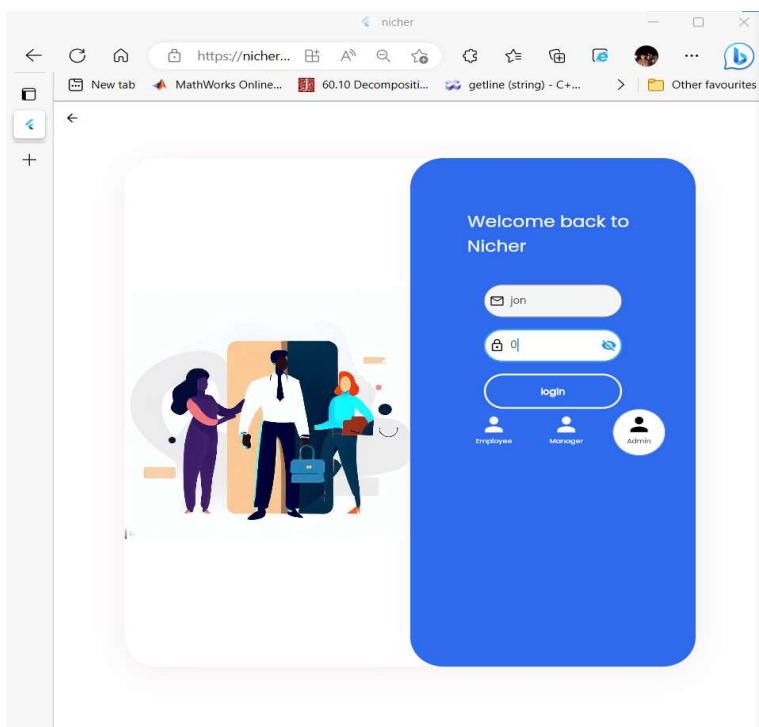 nicher
https://nicher...
New tab
MathWorks Online...
60.10 Decompositi...
getline (string) - C+...
Other favourites
Welcome back to
Nicher
jon
0
login
Employee
Manager
Admin